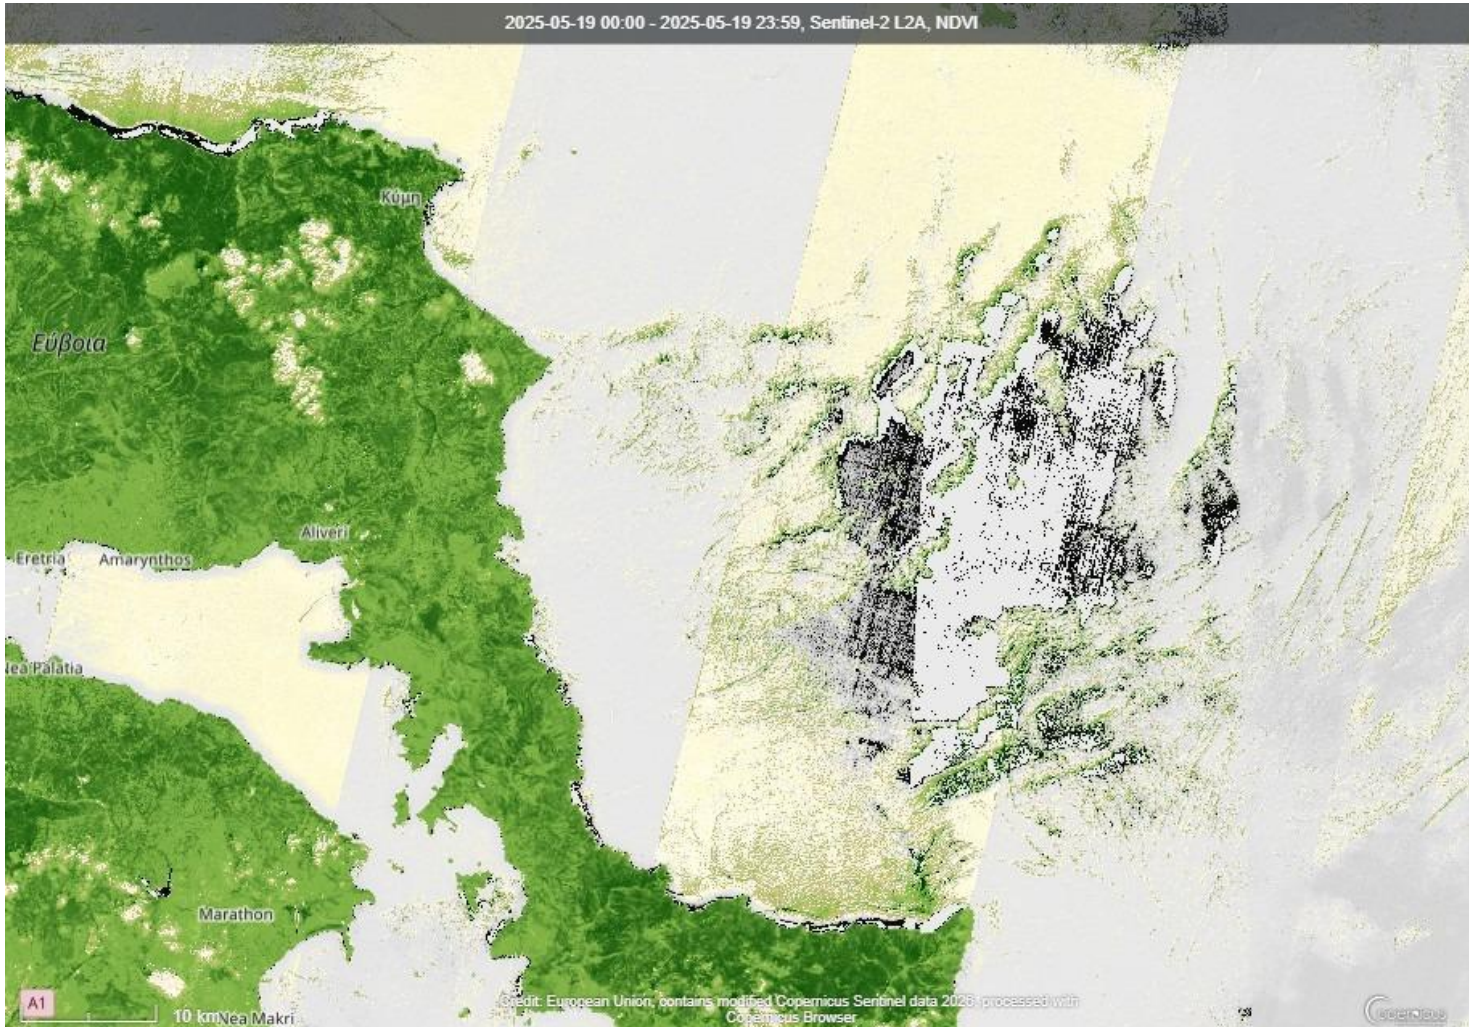 2025-05-19 00:00 - 2025-05-19 23:59, Sentinel-2 L2A, NDVI
Κύμη
Εύβοια
Aliveri
Eretria
Amarynthos
Nea Palatia
Marathon
A1
10 km
Nea Makri
Credit: European Union, contains modified Copernicus Sentinel data 2025, processed with
Copernicus Browser
Copernicus